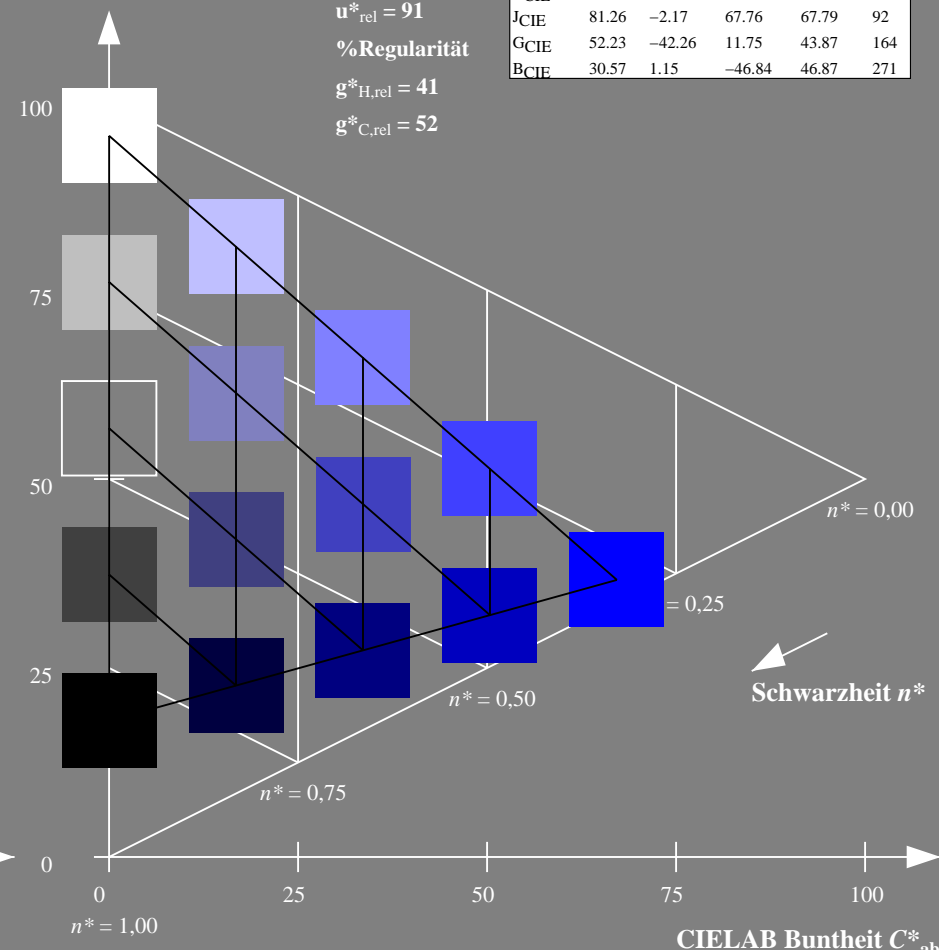 u*rel = 91
%Regularität
g*H,rel = 41
g*C,rel = 52
CIE
JCIE 81.26 −2.17 67.76 67.79 92
GCIE 52.23 −42.26 11.75 43.87 164
BCIE 30.57 1.15 −46.84 46.87 271
100
75
50
25
0
n* = 0,00
= 0,25
n* = 0,50
n* = 0,75
Schwarzheit n*
0 25 50 75 100
n* = 1,00
CIELAB Buntheit C*ab